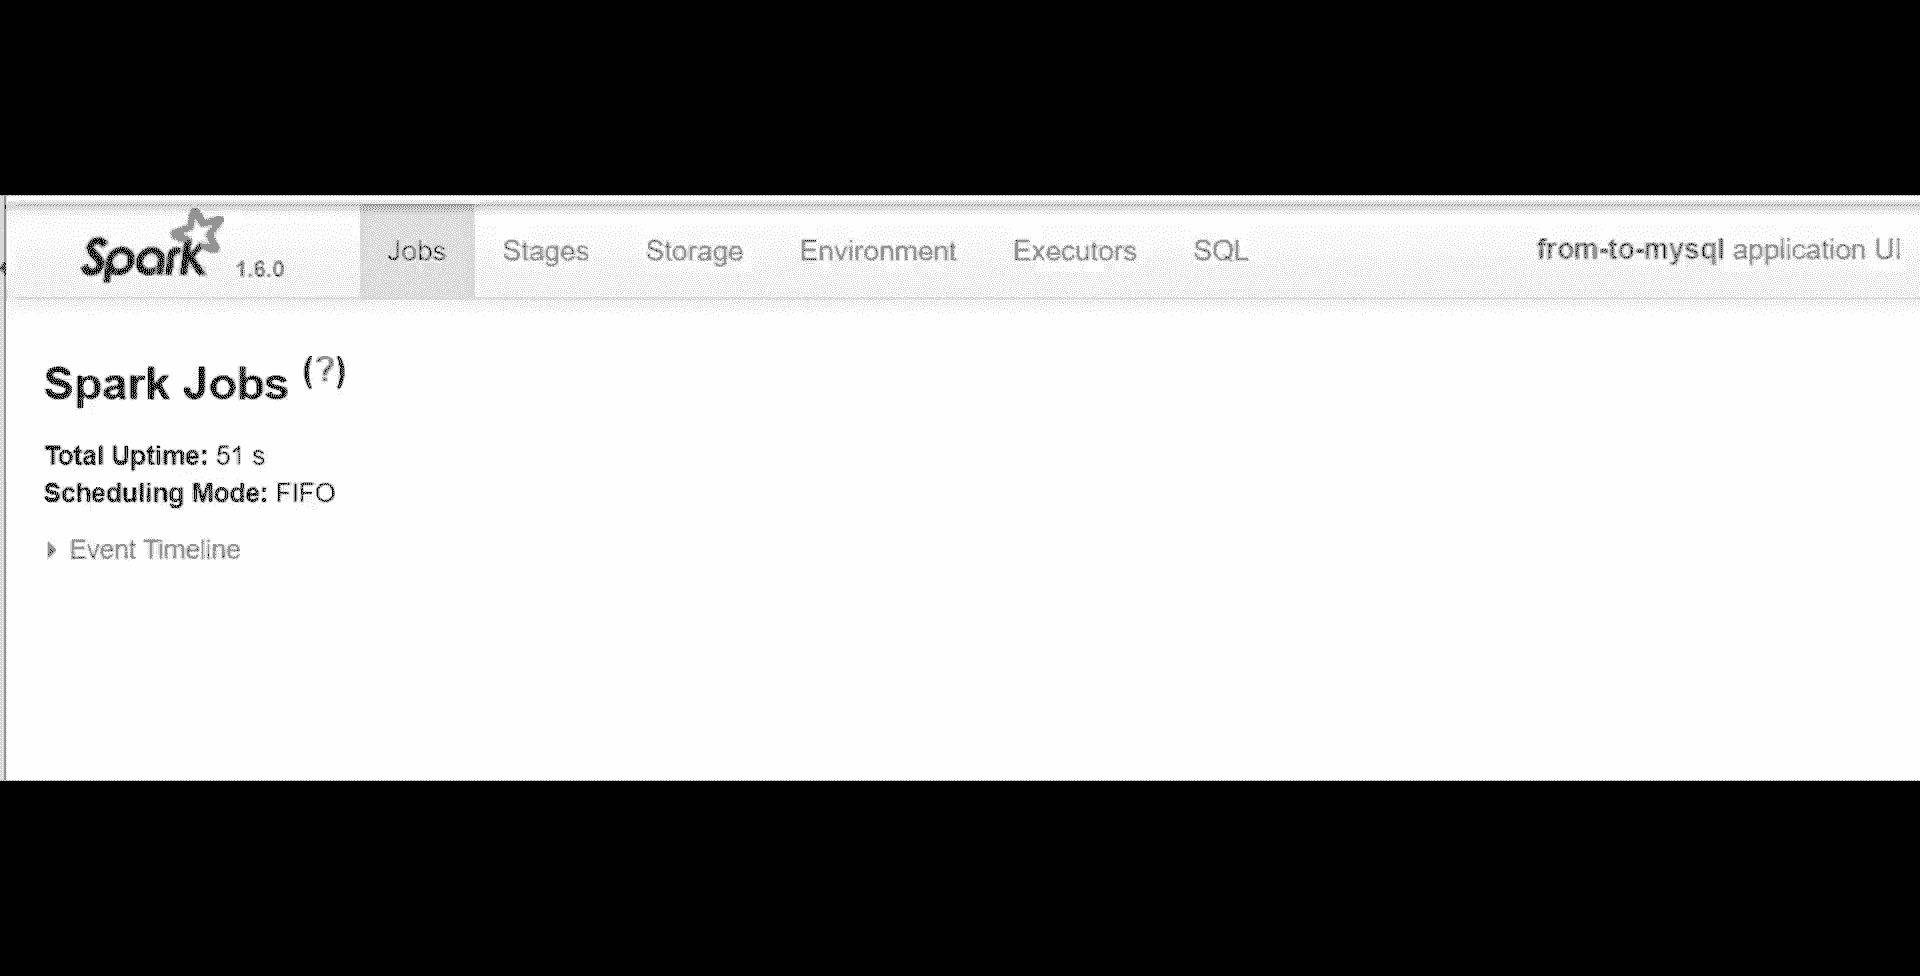 Spark 1.6.0 Jobs Stages Storage Environment Executors SQL from-to-mysql application UI
Spark Jobs (?)
Total Uptime: 51 s
Scheduling Mode: FIFO
Event Timeline